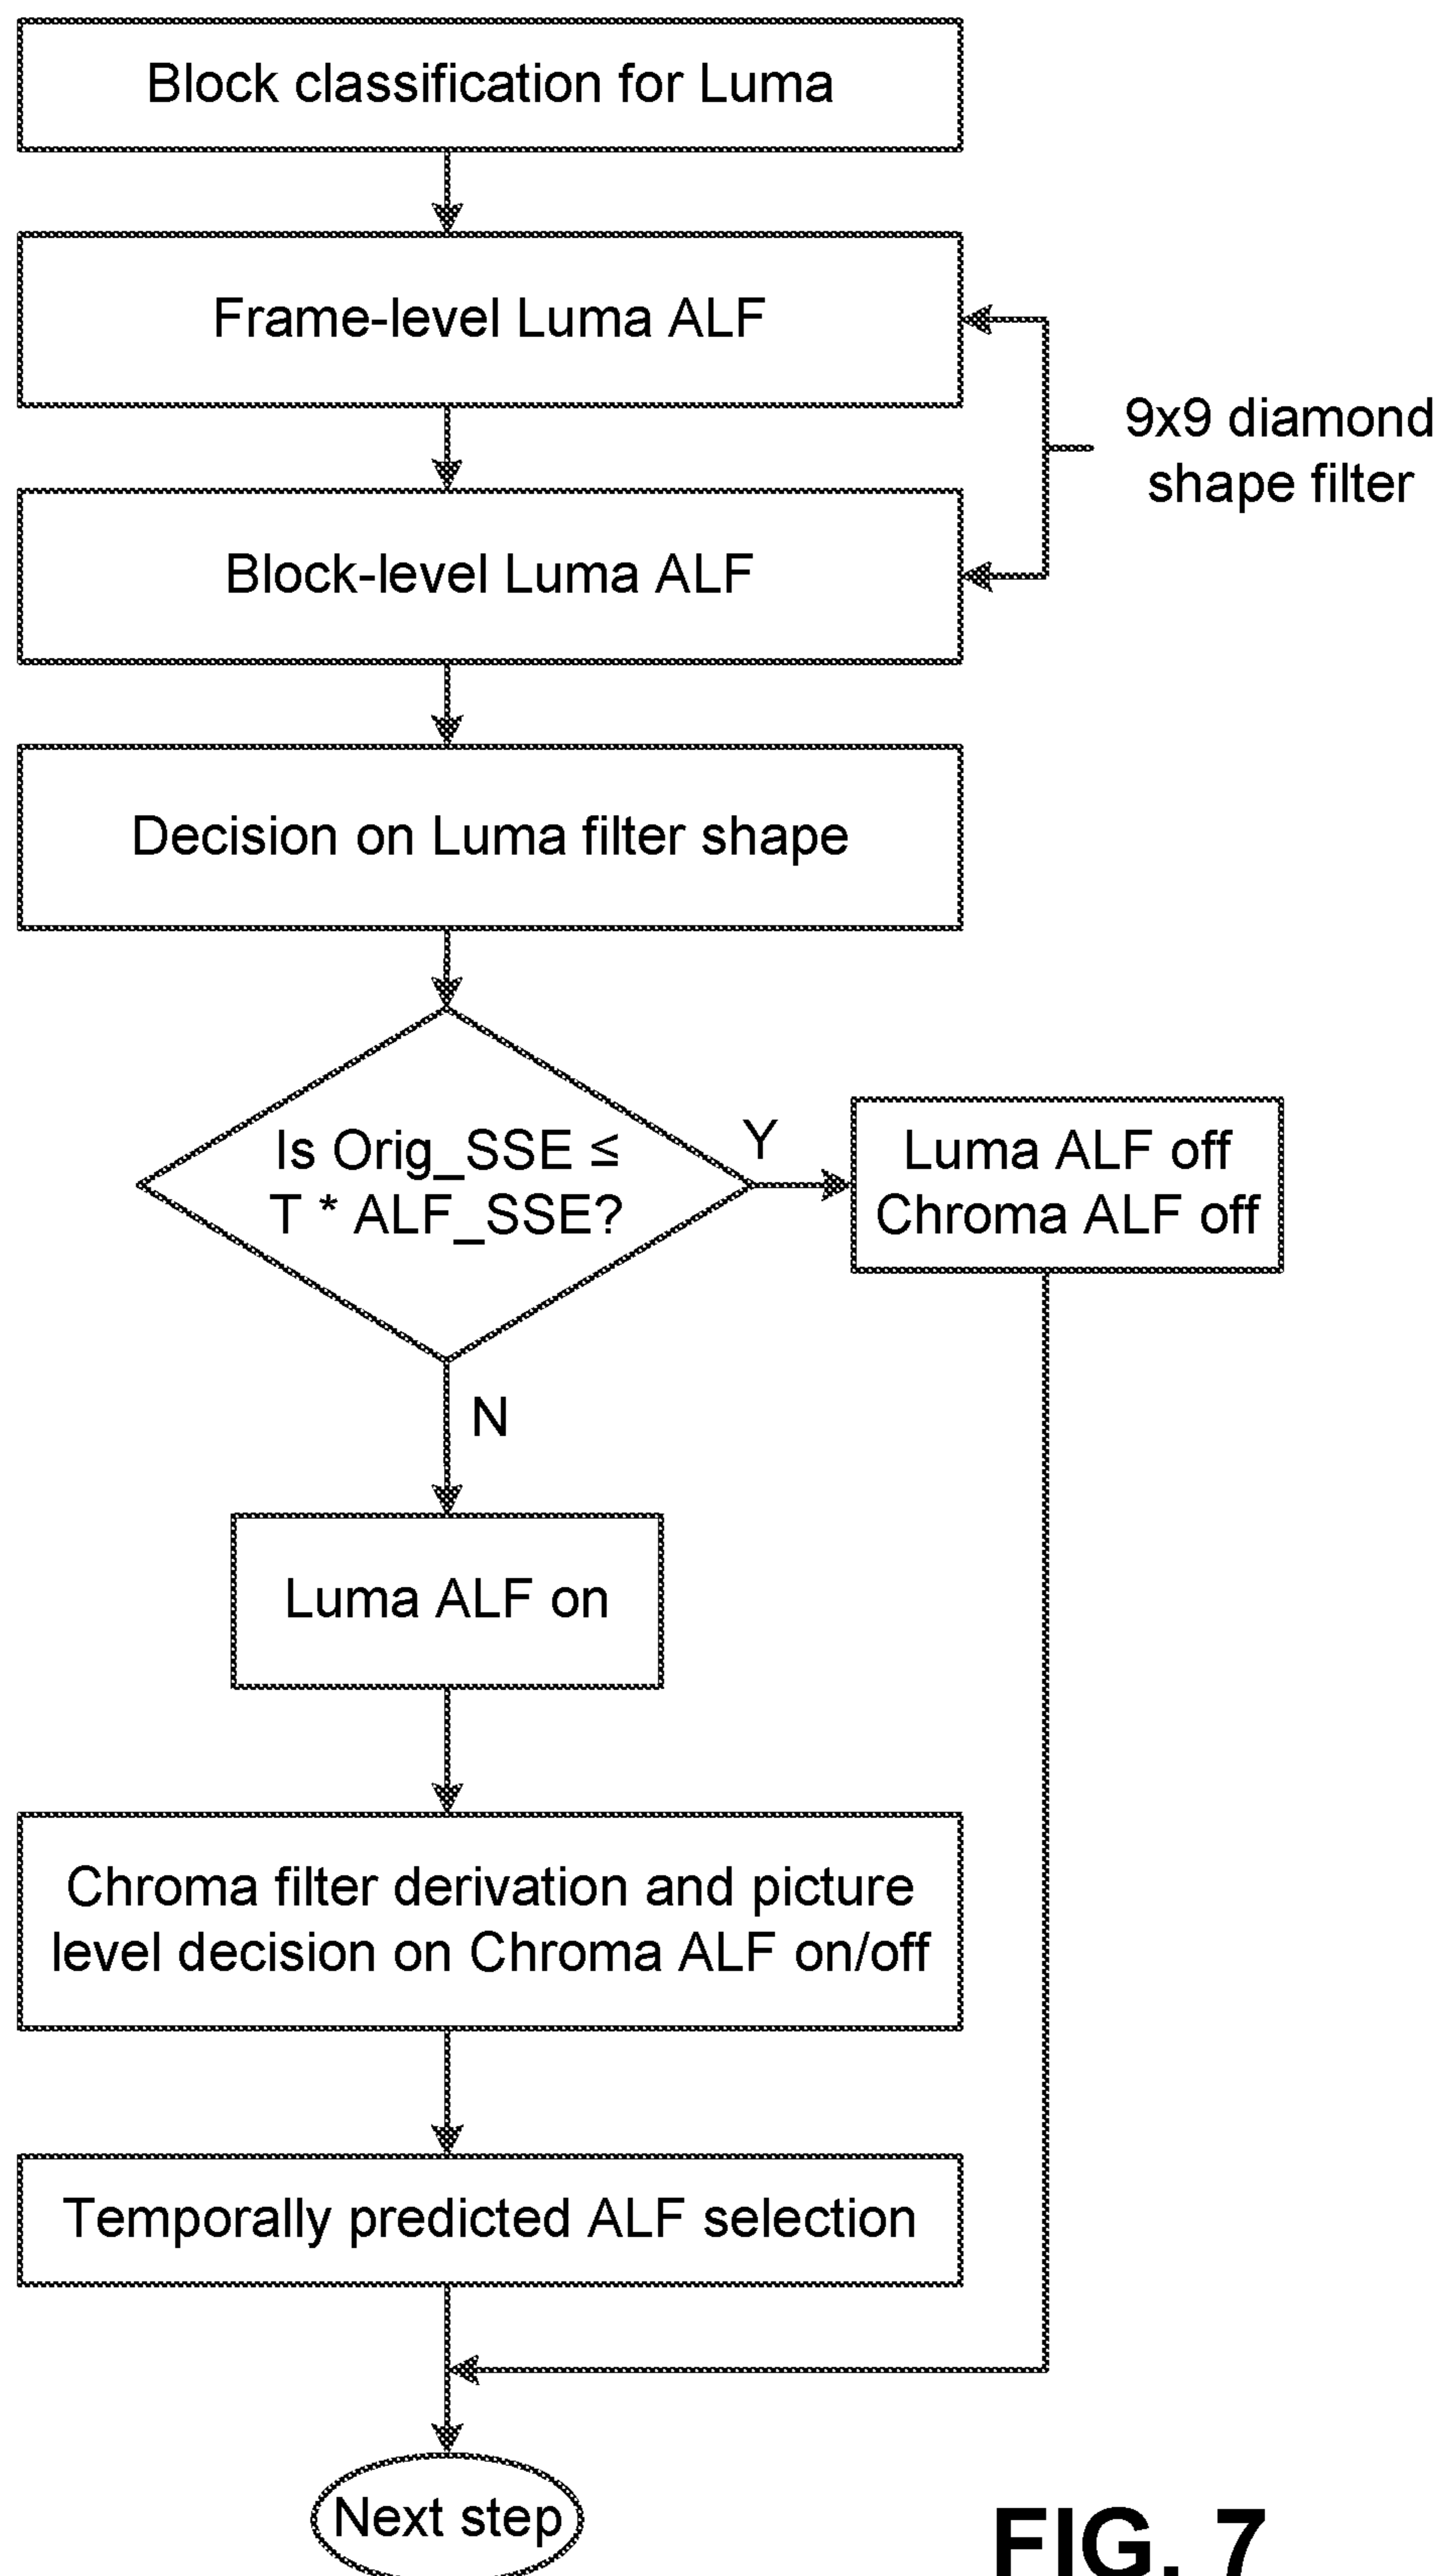 Block classification for Luma
Frame-level Luma ALF
9x9 diamond
shape filter
Block-level Luma ALF
Decision on Luma filter shape
Is Orig_SSE ≤
T * ALF_SSE?
Y
Luma ALF off
Chroma ALF off
N
Luma ALF on
Chroma filter derivation and picture
level decision on Chroma ALF on/off
Temporally predicted ALF selection
Next step
FIG. 7